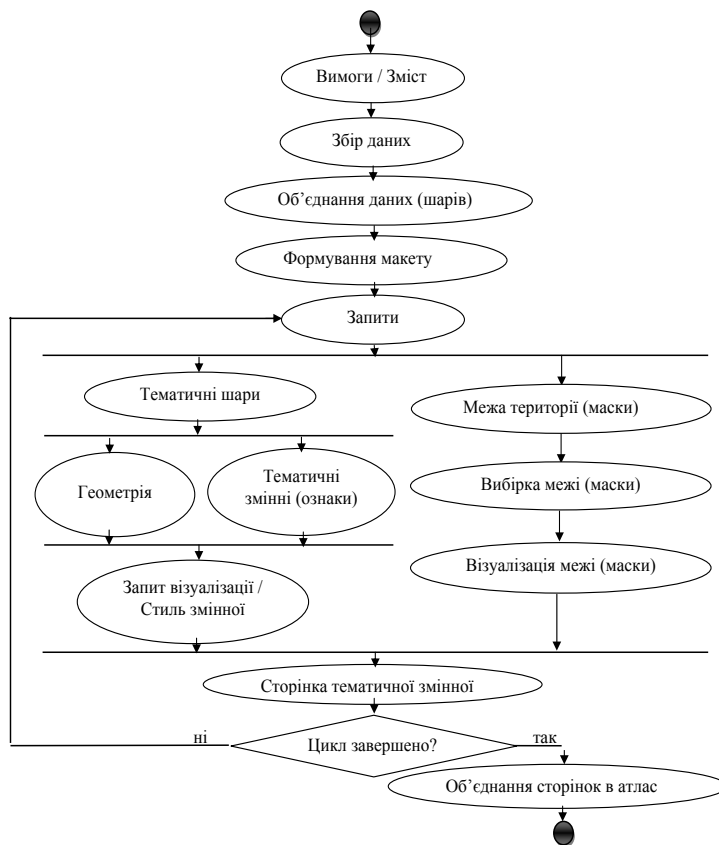 Вимоги / Зміст
Збір даних
Об’єднання даних (шарів)
Формування макету
Запити
Тематичні шари
Межа території (маски)
Геометрія
Тематичні
змінні (ознаки)
Вибірка межі (маски)
Запит візуалізації /
Стиль змінної
Візуалізація межі (маски)
Сторінка тематичної змінної
ні
Цикл завершено?
так
Об’єднання сторінок в атлас